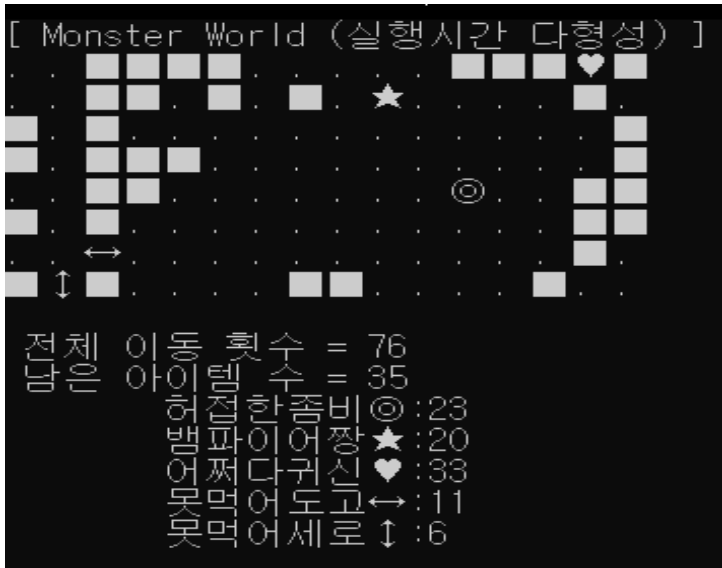 [ Monster World (실행시간 다형성) ]
전체 이동 횟수 = 76
남은 아이템 수 = 35
허접한좀비◎:23
뱀파이어짱★:20
어쩌다귀신♥:33
못먹어도고↔:11
못먹어세로↕:6